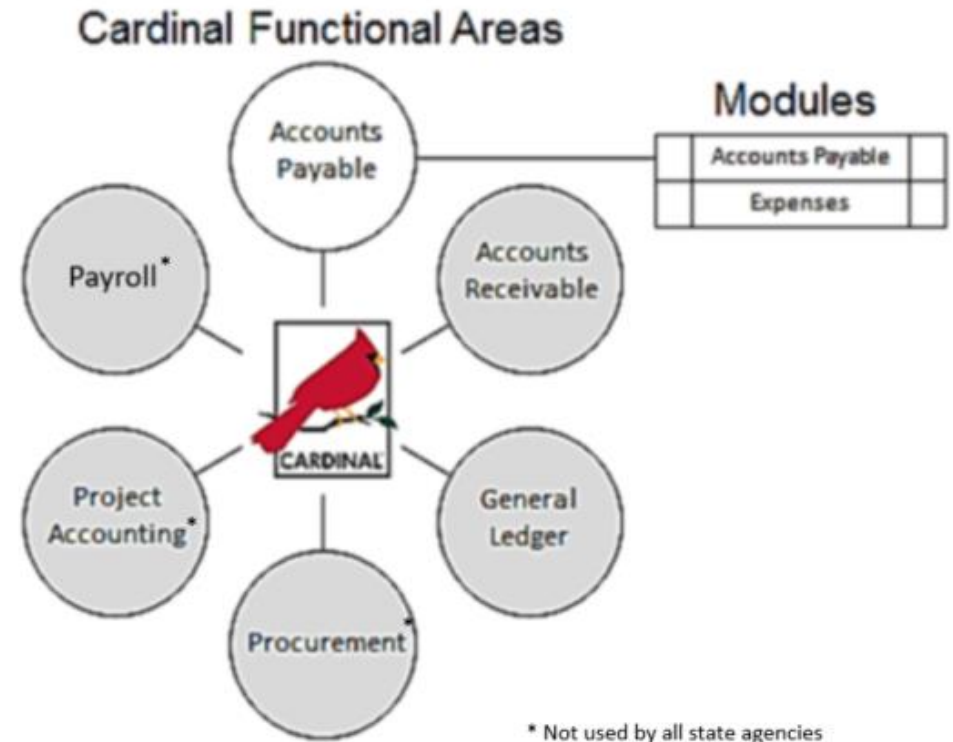 Cardinal Functional Areas
Accounts
Payable
Modules
Accounts Payable
Expenses
Payroll*
Accounts
Receivable
CARDINAL
Project
Accounting*
General
Ledger
Procurement*
* Not used by all state agencies